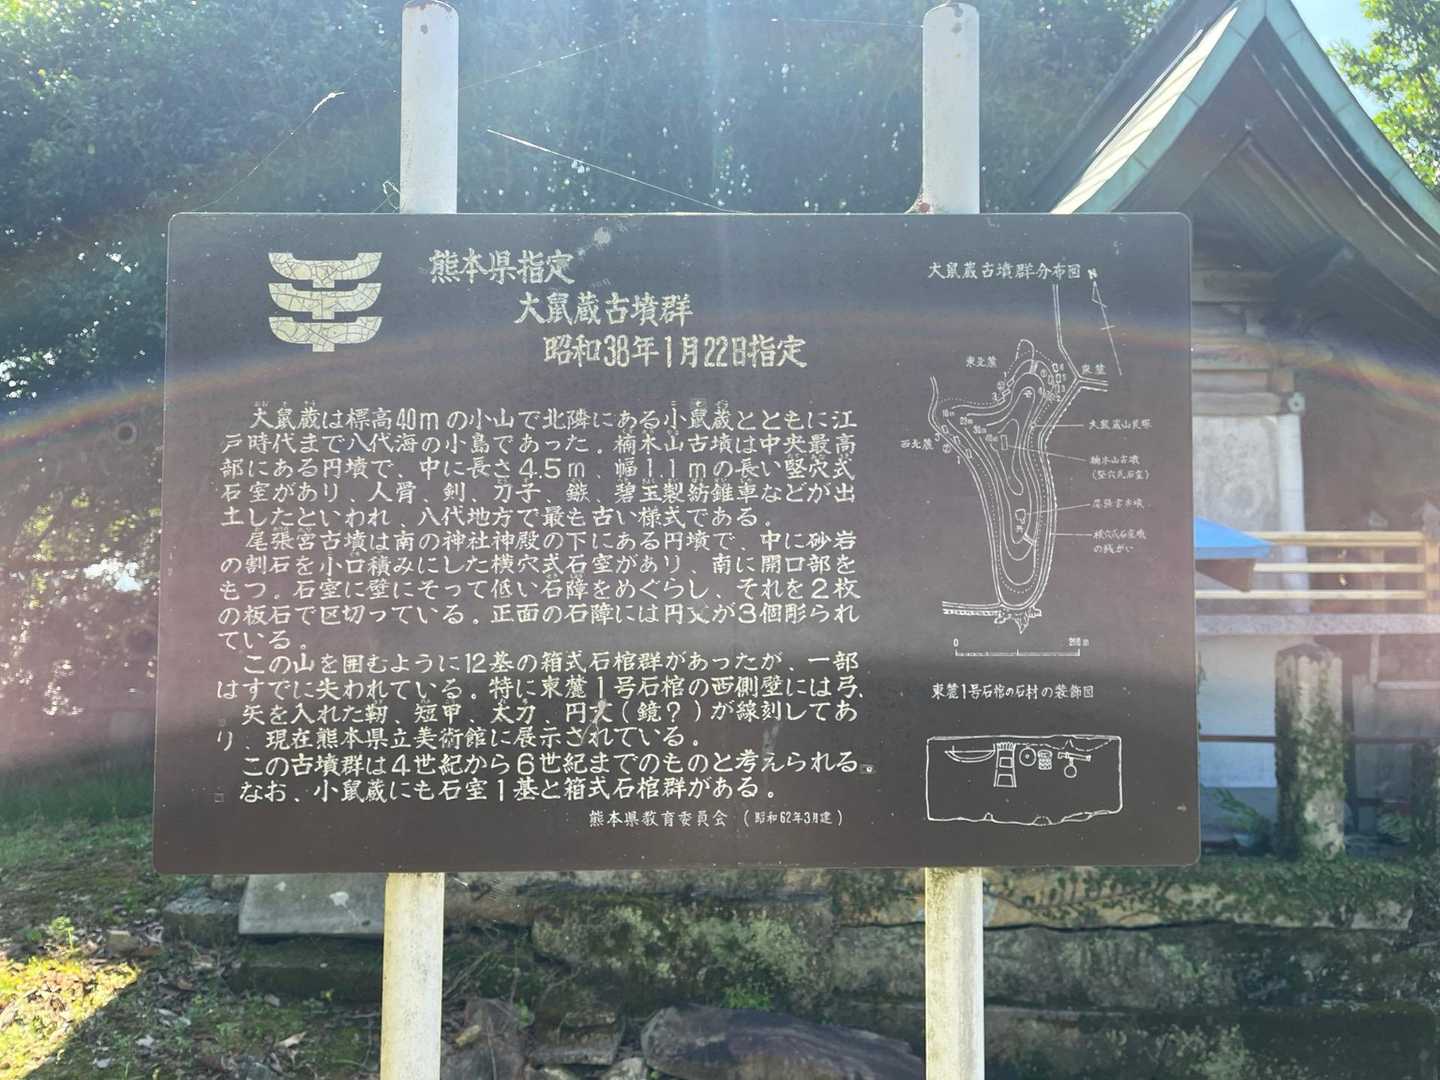 熊本県指定
大鼠蔵古墳群
昭和38年1月22日指定
大鼠蔵は標高40mの小山で北隣にある小鼠蔵とともに江
戸時代まで八代海の小島であった。楠木山古墳は中央最高
部にある円墳で、中に長さ4.5m、幅1.1mの長い竪穴式
石室があり、人骨、剣、刀子、鏃、碧玉製紡錐車などが出
土したといわれ、八代地方で最も古い様式である。
尾張宮古墳は南の神社神殿の下にある円墳で、中に砂岩
の割石を小口積みにした横穴式石室があり、南に開口部を
もつ。石室に壁にそって低い石障をめぐらし、それを2枚
の板石で区切っている。正面の石障には円文が3個彫られ
ている。
この山を囲むように12基の箱式石棺群があったが、一部
はすでに失われている。特に東麓1号石棺の西側壁には弓、
矢を入れた靭、短甲、太刀、円文(鏡?)が線刻してあ
り、現在熊本県立美術館に展示されている。
この古墳群は4世紀から6世紀までのものと考えられる。
なお、小鼠蔵にも石室1基と箱式石棺群がある。
熊本県教育委員会 (昭和62年3月建)
大鼠蔵古墳群分布図
N
東北麓
東麓
大鼠蔵山貝塚
西北麓
楠木山古墳
(竪穴式石室)
尾張宮古墳
横穴式石室墳
の残がい
0 200m
東麓1号石棺の石材の装飾図